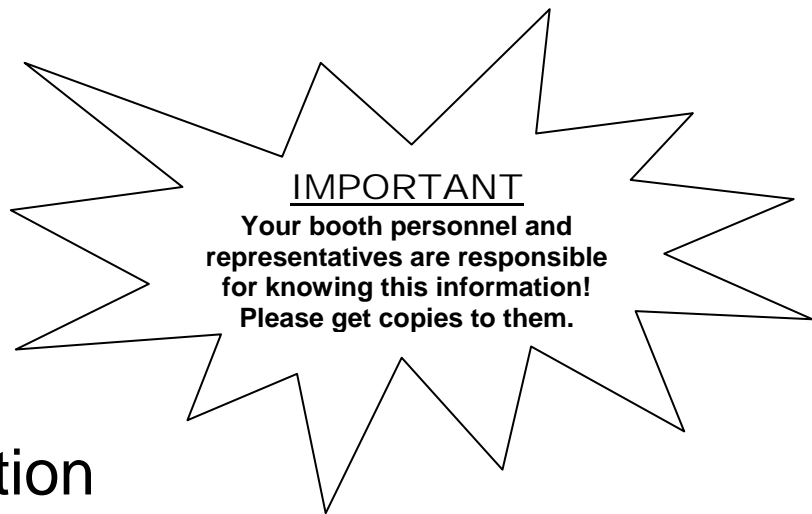 IMPORTANT
Your booth personnel and
representatives are responsible
for knowing this information!
Please get copies to them.
tion